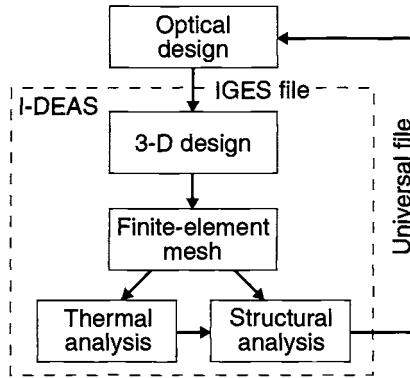 Optical
design
IGES file
I-DEAS
3-D design
Finite-element
mesh
Thermal
analysis
Structural
analysis
Universal file